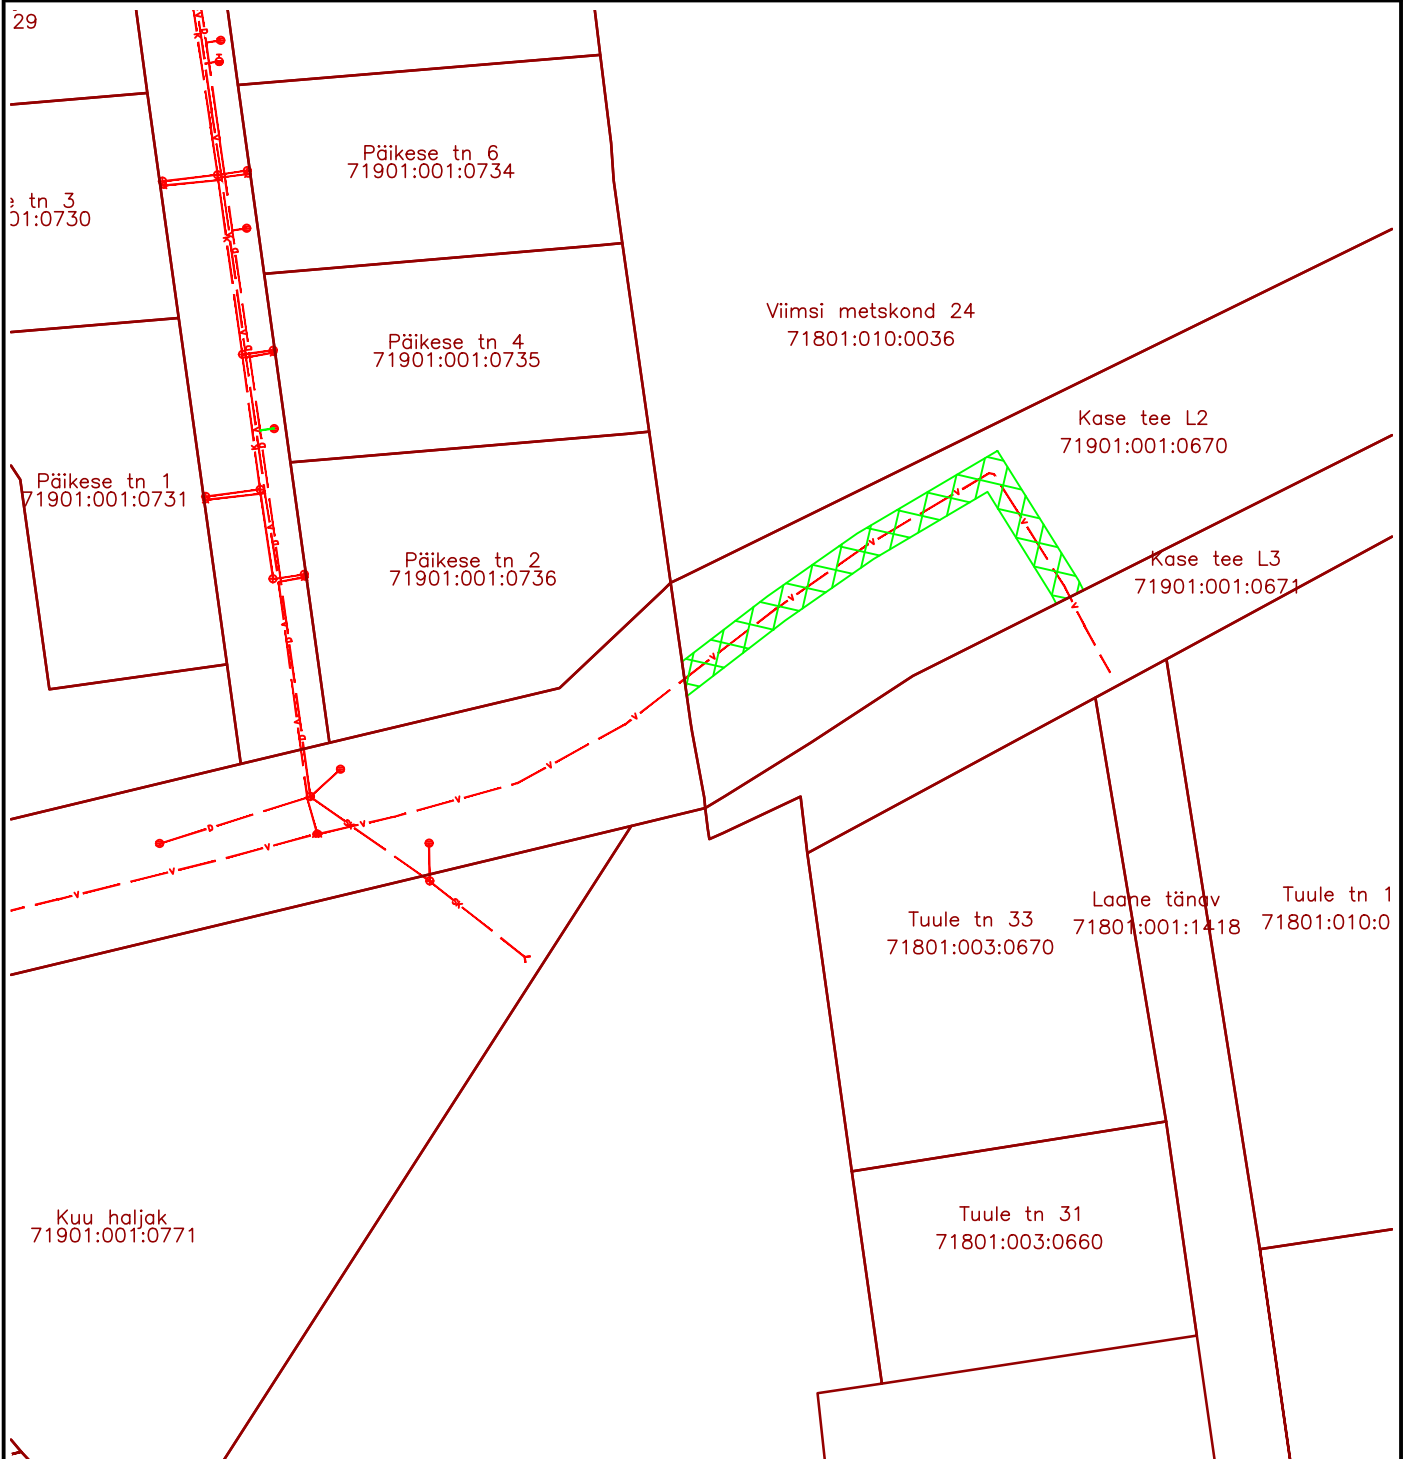 29
Päikese tn 6
71901:001:0734
e tn 3
01:0730
Viimsi metskond 24
71801:010:0036
Päikese tn 4
71901:001:0735
Kase tee L2
71901:001:0670
Päikese tn 1
71901:001:0731
Päikese tn 2
71901:001:0736
Kase tee L3
71901:001:0671
Tuule tn 33
71801:003:0670
Laane tänav
71801:001:1418
Tuule tn 1
71801:010:0
Kuu haljak
71901:001:0771
Tuule tn 31
71801:003:0660